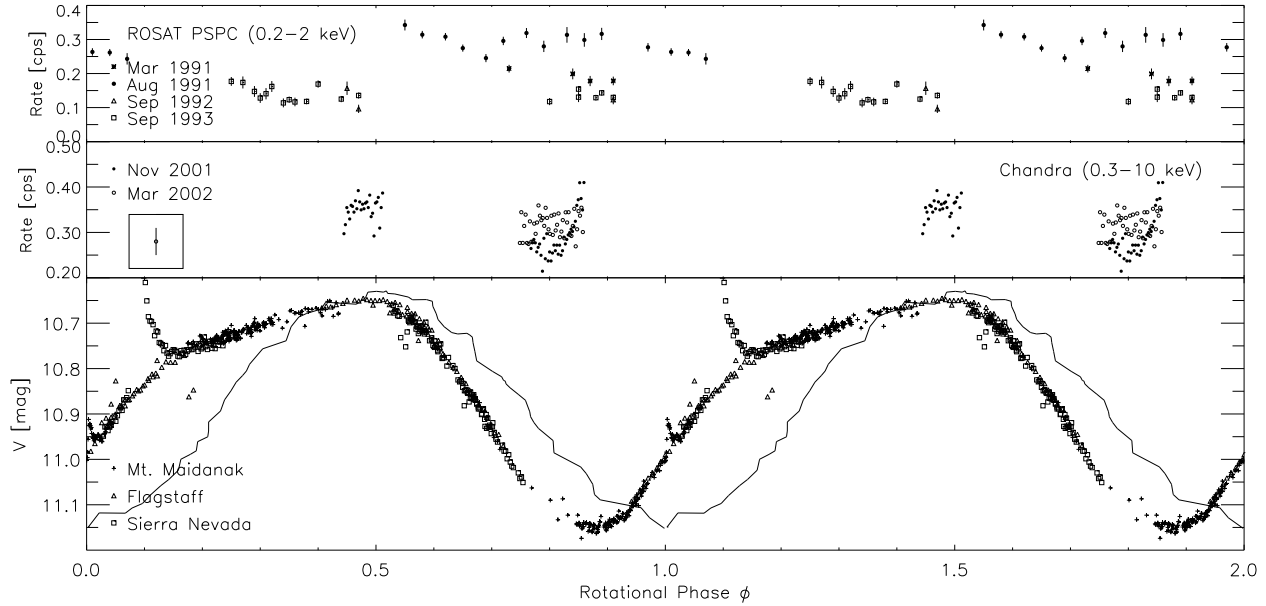 0.4
0.3
0.2
0.1
0.0
Rate [cps]
ROSAT PSPC (0.2−2 keV)
Mar 1991
Aug 1991
Sep 1992
Sep 1993
0.50
0.40
0.30
0.20
Rate [cps]
Nov 2001
Mar 2002
Chandra (0.3−10 keV)
10.7
10.8
10.9
11.0
11.1
V [mag]
Mt. Maidanak
Flagstaff
Sierra Nevada
0.0
0.5
1.0
1.5
2.0
Rotational Phase ϕ